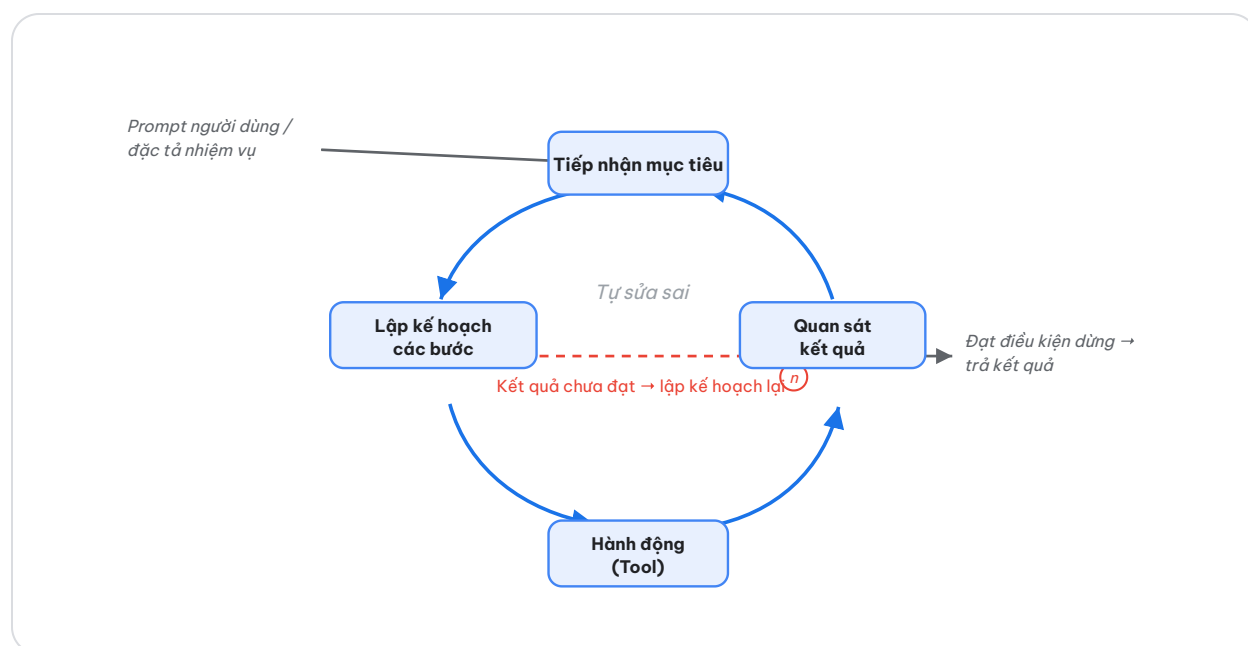 Prompt người dùng /
đặc tả nhiệm vụ
Tiếp nhận mục tiêu
Tự sửa sai
Lập kế hoạch
các bước
Quan sát
kết quả
Đạt điều kiện dừng →
trả kết quả
Kết quả chưa đạt → lập kế hoạch lại
n
Hành động
(Tool)